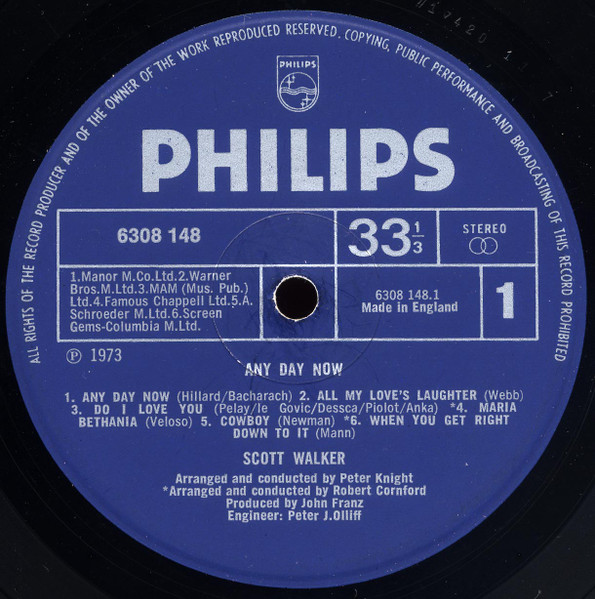 ALL RIGHTS OF THE RECORD PRODUCER AND OF THE OWNER OF THE WORK REPRODUCED RESERVED. COPYING, PUBLIC PERFORMANCE AND BROADCASTING OF THIS RECORD PROHIBITED
PHILIPS
PHILIPS
6308 148
33 1/3
STEREO
1.Manor M.Co.Ltd.2.Warner
Bros.M.Ltd.3.MAM (Mus. Pub.)
Ltd.4.Famous Chappell Ltd.5.A.
Schroeder M.Ltd.6.Screen
Gems-Columbia M.Ltd.
6308 148.1
Made in England
1
℗ 1973
ANY DAY NOW
1. ANY DAY NOW (Hillard/Bacharach) 2. ALL MY LOVE'S LAUGHTER (Webb)
3. DO I LOVE YOU (Pelay/le Govic/Dessca/Piolot/Anka) *4. MARIA
BETHANIA (Veloso) 5. COWBOY (Newman) *6. WHEN YOU GET RIGHT
DOWN TO IT (Mann)
SCOTT WALKER
Arranged and conducted by Peter Knight
*Arranged and conducted by Robert Cornford
Produced by John Franz
Engineer: Peter J.Olliff